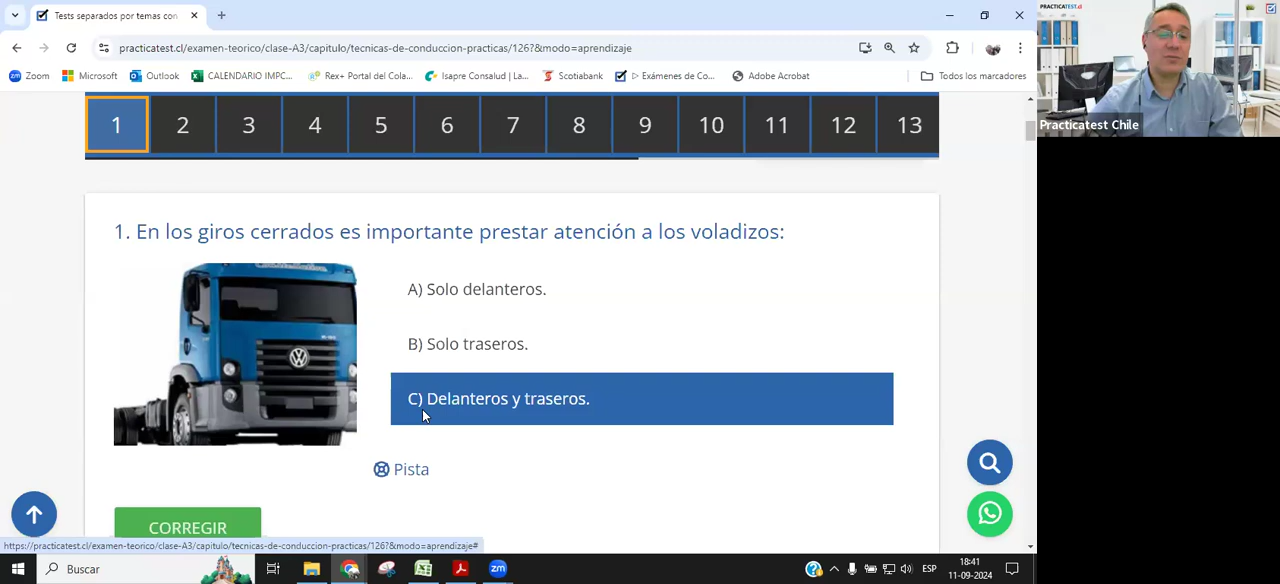 Tests separados por temas con
practicatest.cl/examen-teorico/clase-A3/capitulo/tecnicas-de-conduccion-practicas/126?&modo=aprendizaje
Zoom
Microsoft
Outlook
CALENDARIO IMPC...
Rex+ Portal del Cola...
Isapre Consalud | La...
Scotiabank
▷ Exámenes de Co...
Adobe Acrobat
Todos los marcadores
PRACTICATEST.cl
Practicatest Chile
1 2 3 4 5 6 7 8 9 10 11 12 13
1. En los giros cerrados es importante prestar atención a los voladizos:
A) Solo delanteros.
B) Solo traseros.
C) Delanteros y traseros.
Pista
CORREGIR
https://practicatest.cl/examen-teorico/clase-A3/capitulo/tecnicas-de-conduccion-practicas/126?&modo=aprendizaje#
Buscar
ESP
18:41
11-09-2024